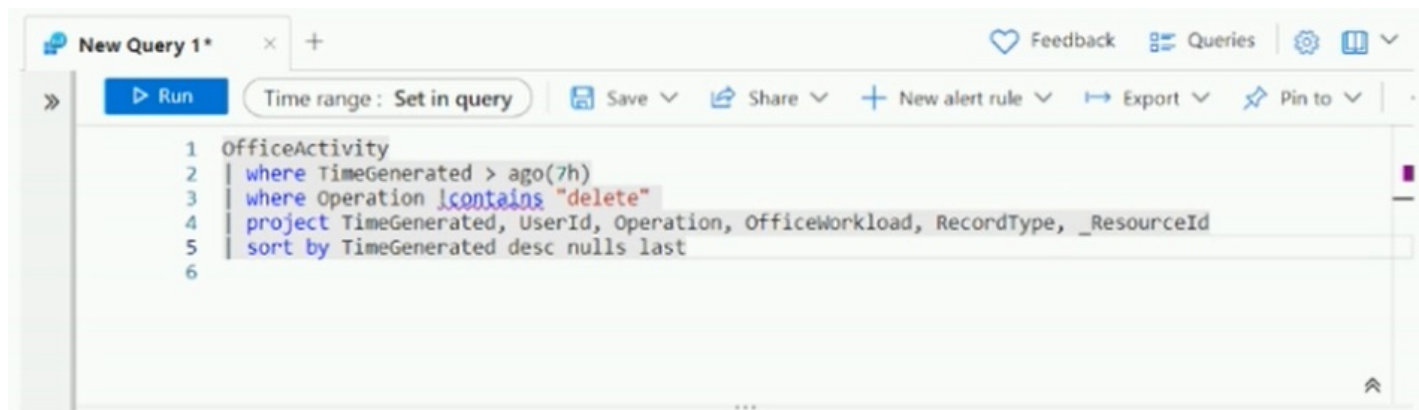 New Query 1* × +
Feedback Queries
Run Time range : Set in query Save Share New alert rule Export Pin to
1 OfficeActivity
2 | where TimeGenerated > ago(7h)
3 | where Operation !contains "delete"
4 | project TimeGenerated, UserId, Operation, OfficeWorkload, RecordType, _ResourceId
5 | sort by TimeGenerated desc nulls last
6